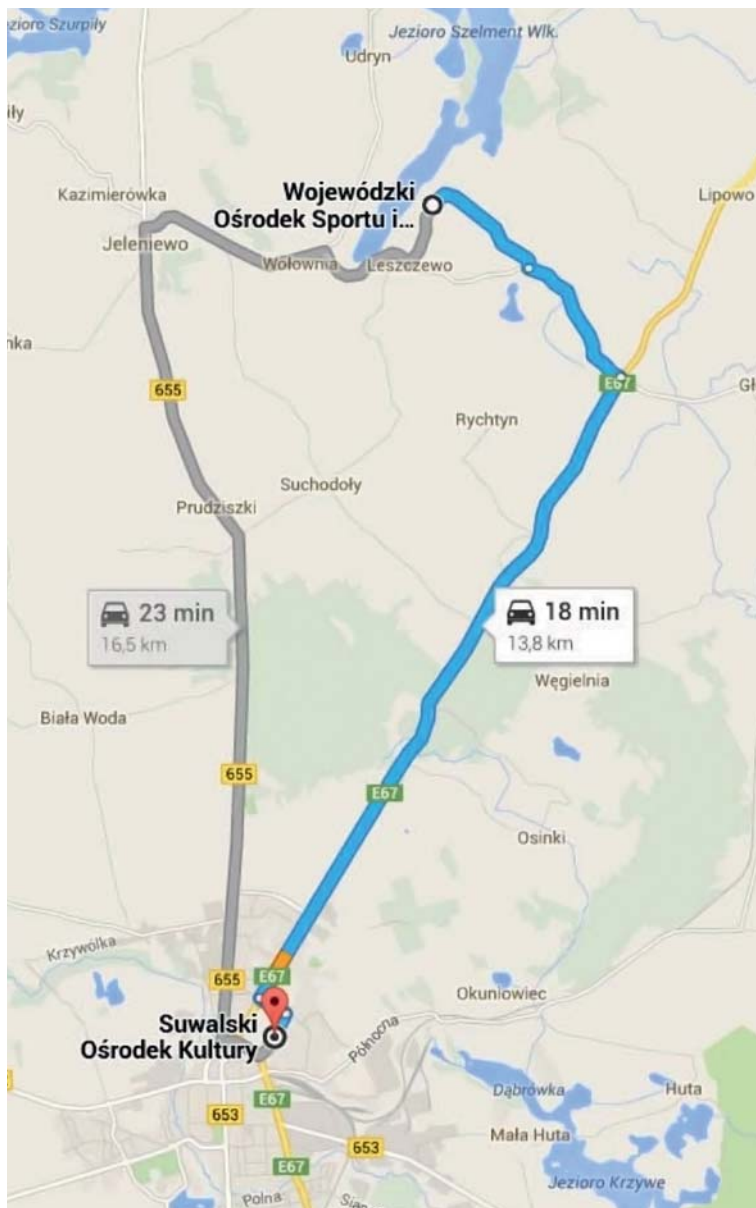 Jezioro Szurpiły
Jezioro Szelment Wlk.
Udryn
Kazimierówka
Wojewódzki
Ośrodek Sportu i...
Lipowo
Jeleniewo
Wołownia
Leszczewo
E67
655
Rychtyn
Suchodoły
Prudziszki
23 min
16,5 km
18 min
13,8 km
Węgielnia
Biała Woda
655
E67
Osinki
Krzywólka
655
E67
Okuniowiec
Suwalski
Ośrodek Kultury
Północna
Dąbrówka
Huta
E67
653
Mała Huta
653
E67
Jezioro Krzywe
Polna